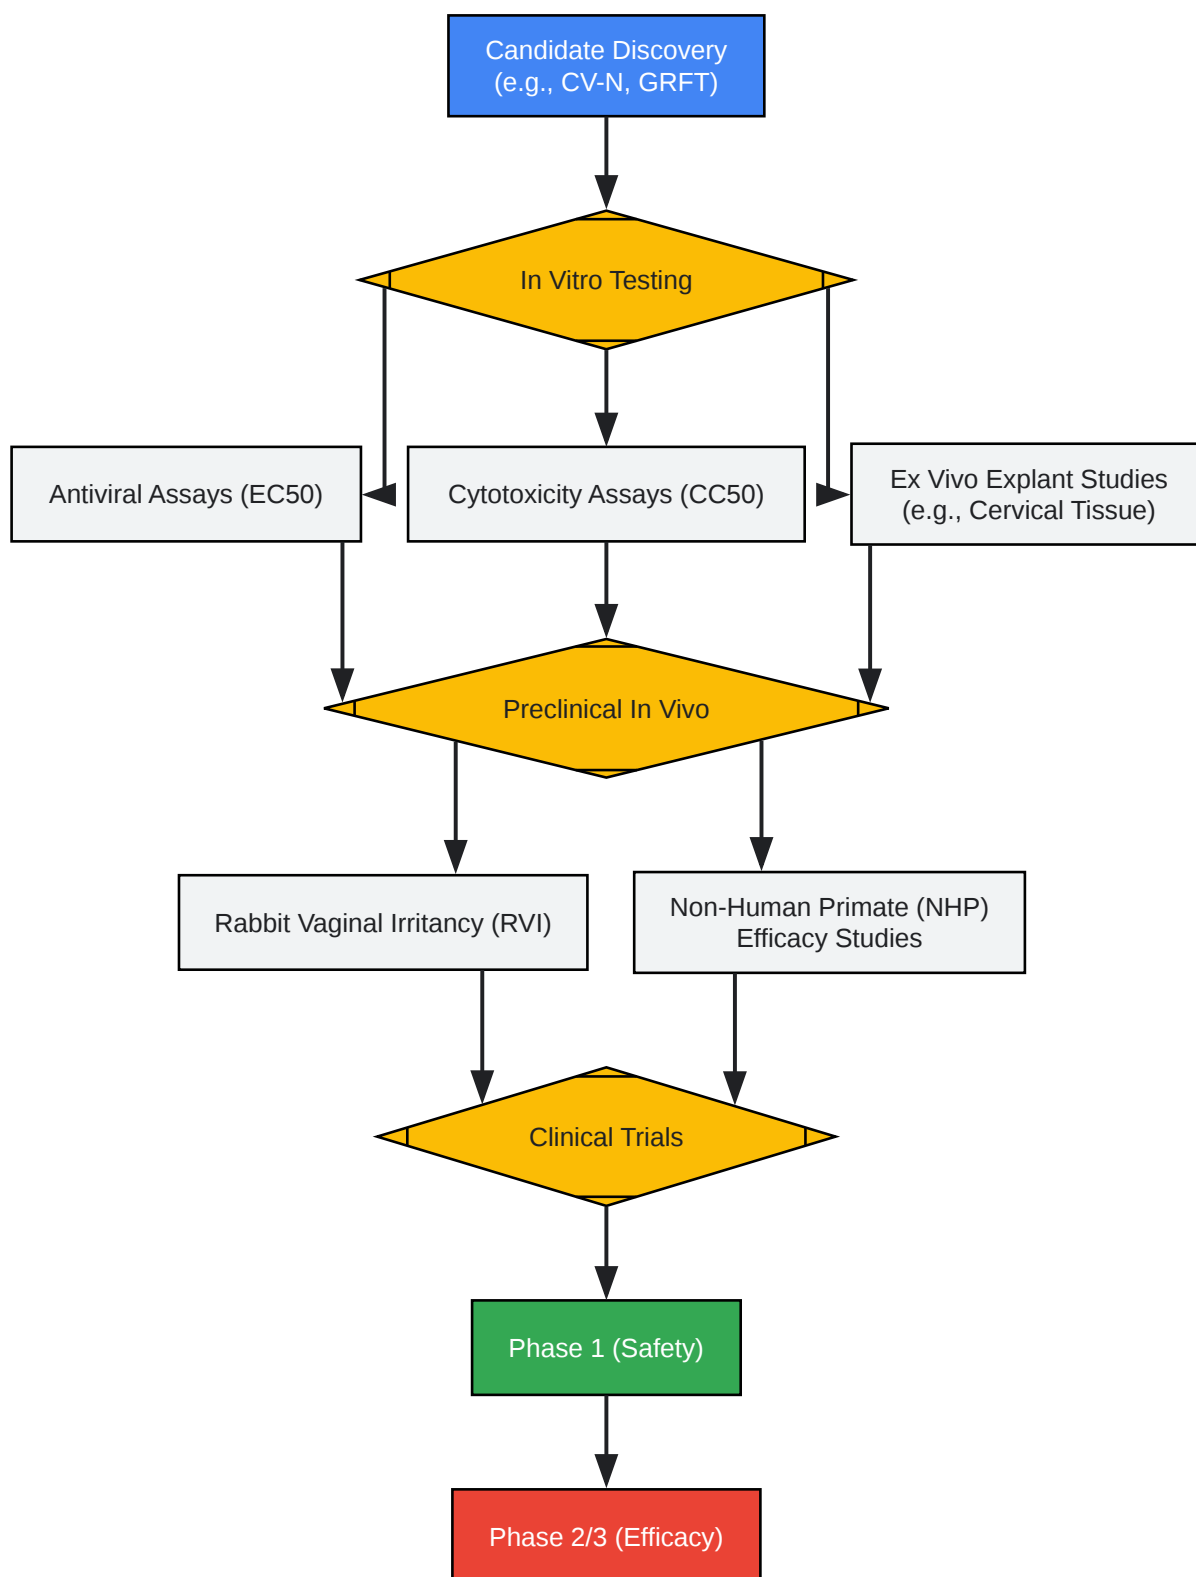 Candidate Discovery
(e.g., CV-N, GRFT)
In Vitro Testing
Antiviral Assays (EC50)
Cytotoxicity Assays (CC50)
Ex Vivo Explant Studies
(e.g., Cervical Tissue)
Preclinical In Vivo
Rabbit Vaginal Irritancy (RVI)
Non-Human Primate (NHP)
Efficacy Studies
Clinical Trials
Phase 1 (Safety)
Phase 2/3 (Efficacy)